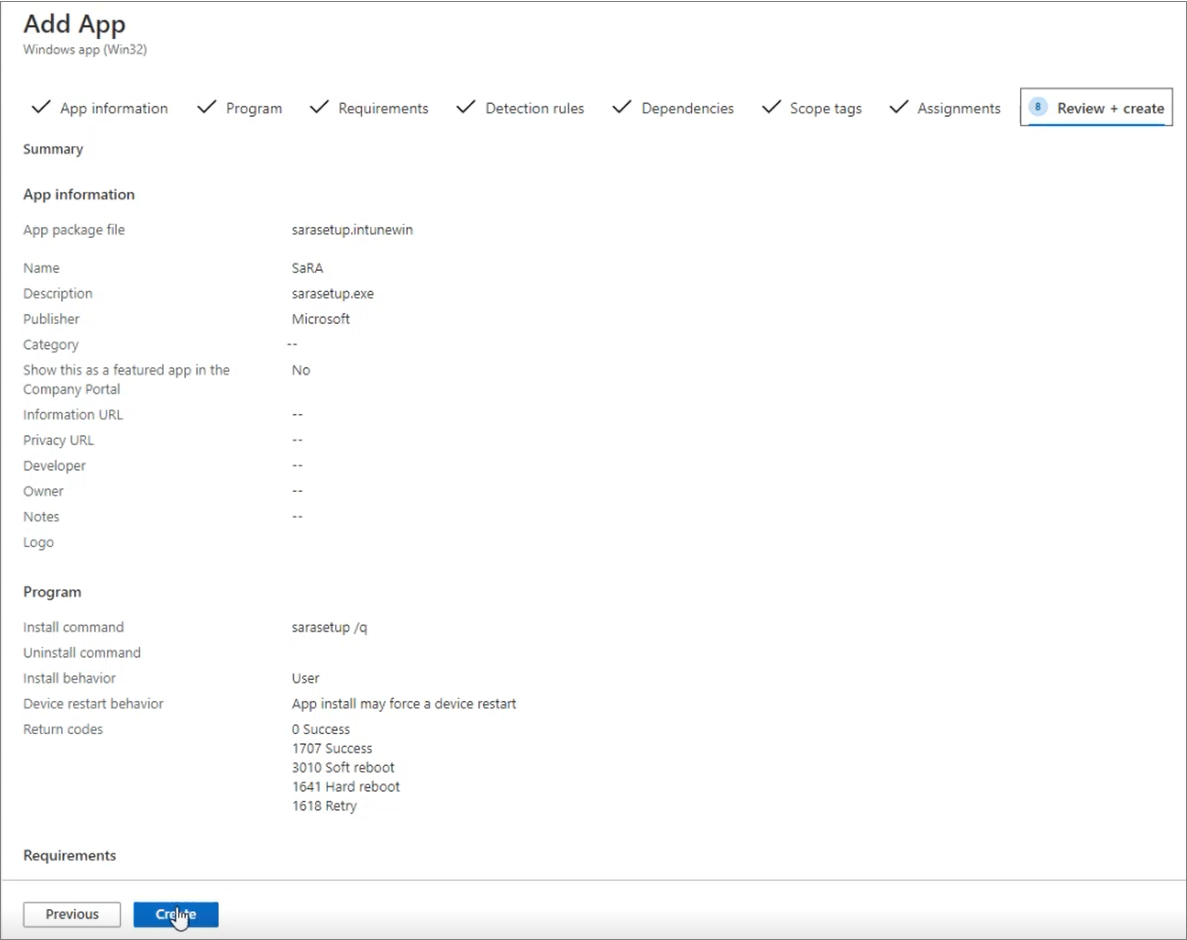 Add App
Windows app (Win32)
App information Program Requirements Detection rules Dependencies Scope tags Assignments 8 Review + create
Summary
App information
App package file sarasetup.intunewin
Name SaRA
Description sarasetup.exe
Publisher Microsoft
Category --
Show this as a featured app in the No
Company Portal
Information URL --
Privacy URL --
Developer --
Owner --
Notes --
Logo
Program
Install command sarasetup /q
Uninstall command
Install behavior User
Device restart behavior App install may force a device restart
Return codes 0 Success
1707 Success
3010 Soft reboot
1641 Hard reboot
1618 Retry
Requirements
Previous Create